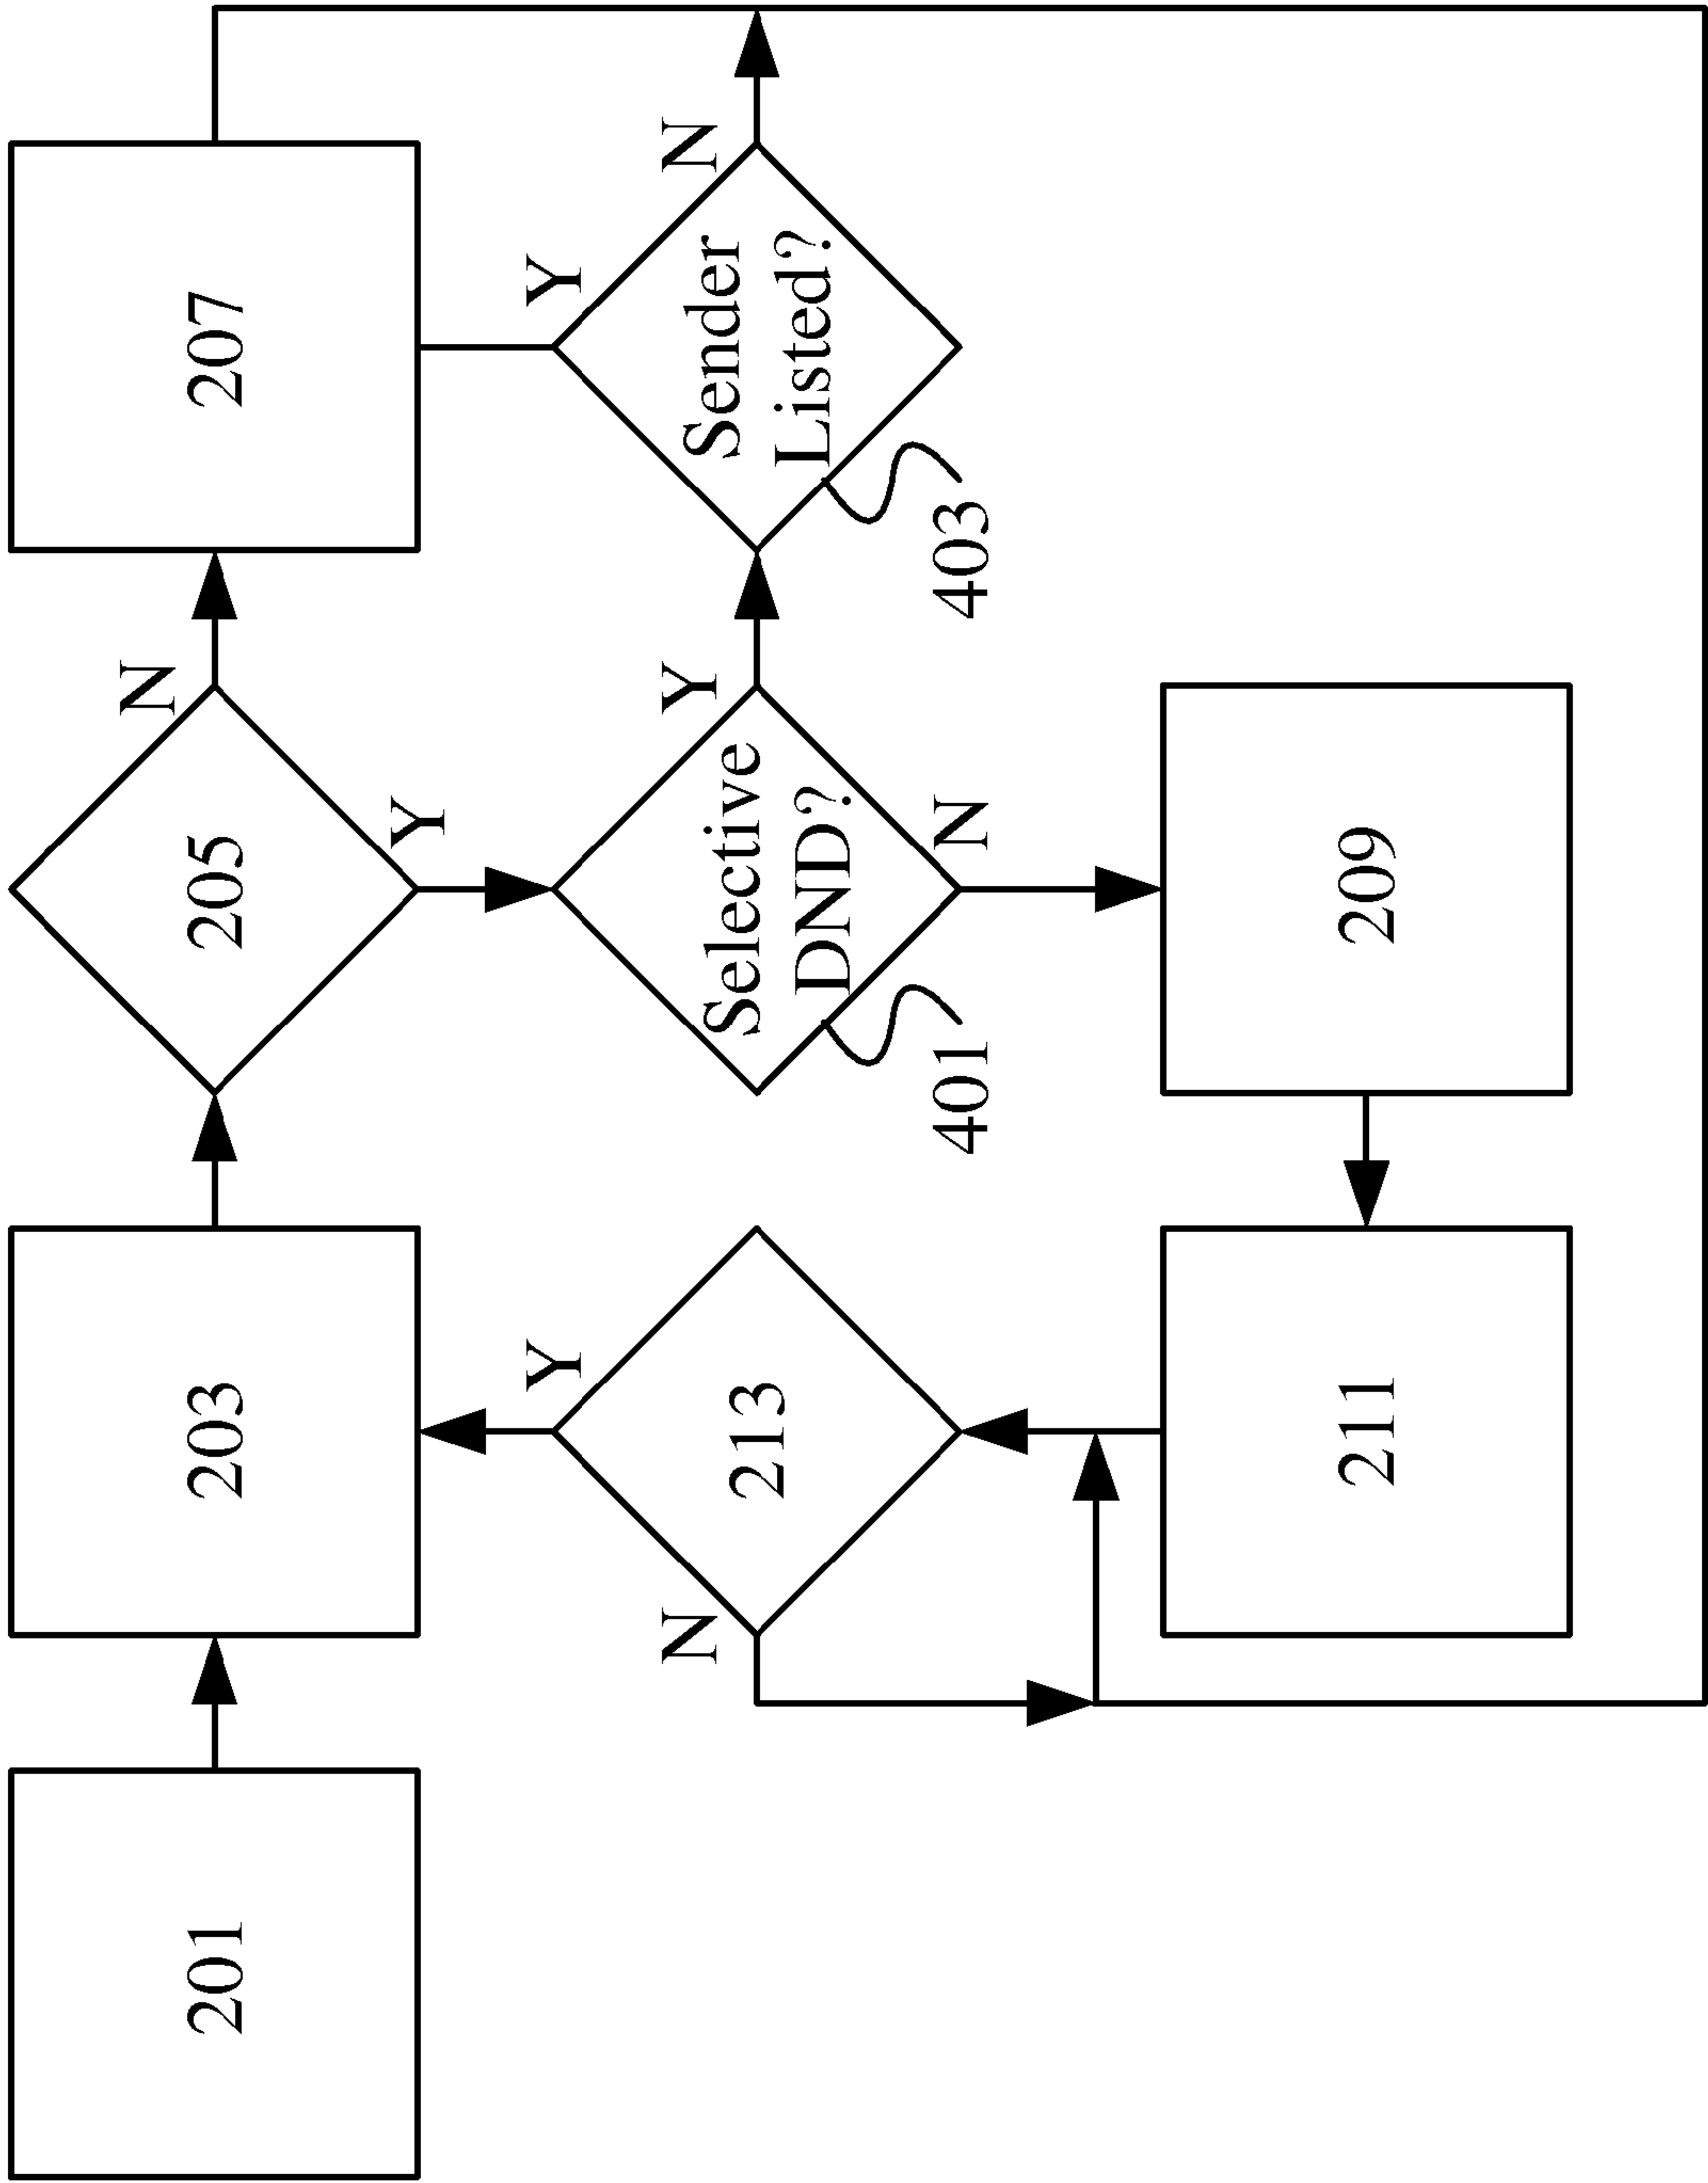 201
203
205
N
207
Y
Y
Y
N
213
Selective
DND?
Y
Sender
Listed?
N
401
N
403
211
209